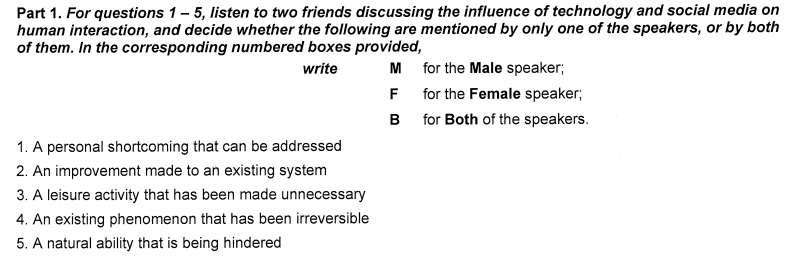 Part 1. For questions 1 – 5, listen to two friends discussing the influence of technology and social media on
human interaction, and decide whether the following are mentioned by only one of the speakers, or by both
of them. In the corresponding numbered boxes provided,
write M for the Male speaker;
F for the Female speaker;
B for Both of the speakers.
1. A personal shortcoming that can be addressed
2. An improvement made to an existing system
3. A leisure activity that has been made unnecessary
4. An existing phenomenon that has been irreversible
5. A natural ability that is being hindered